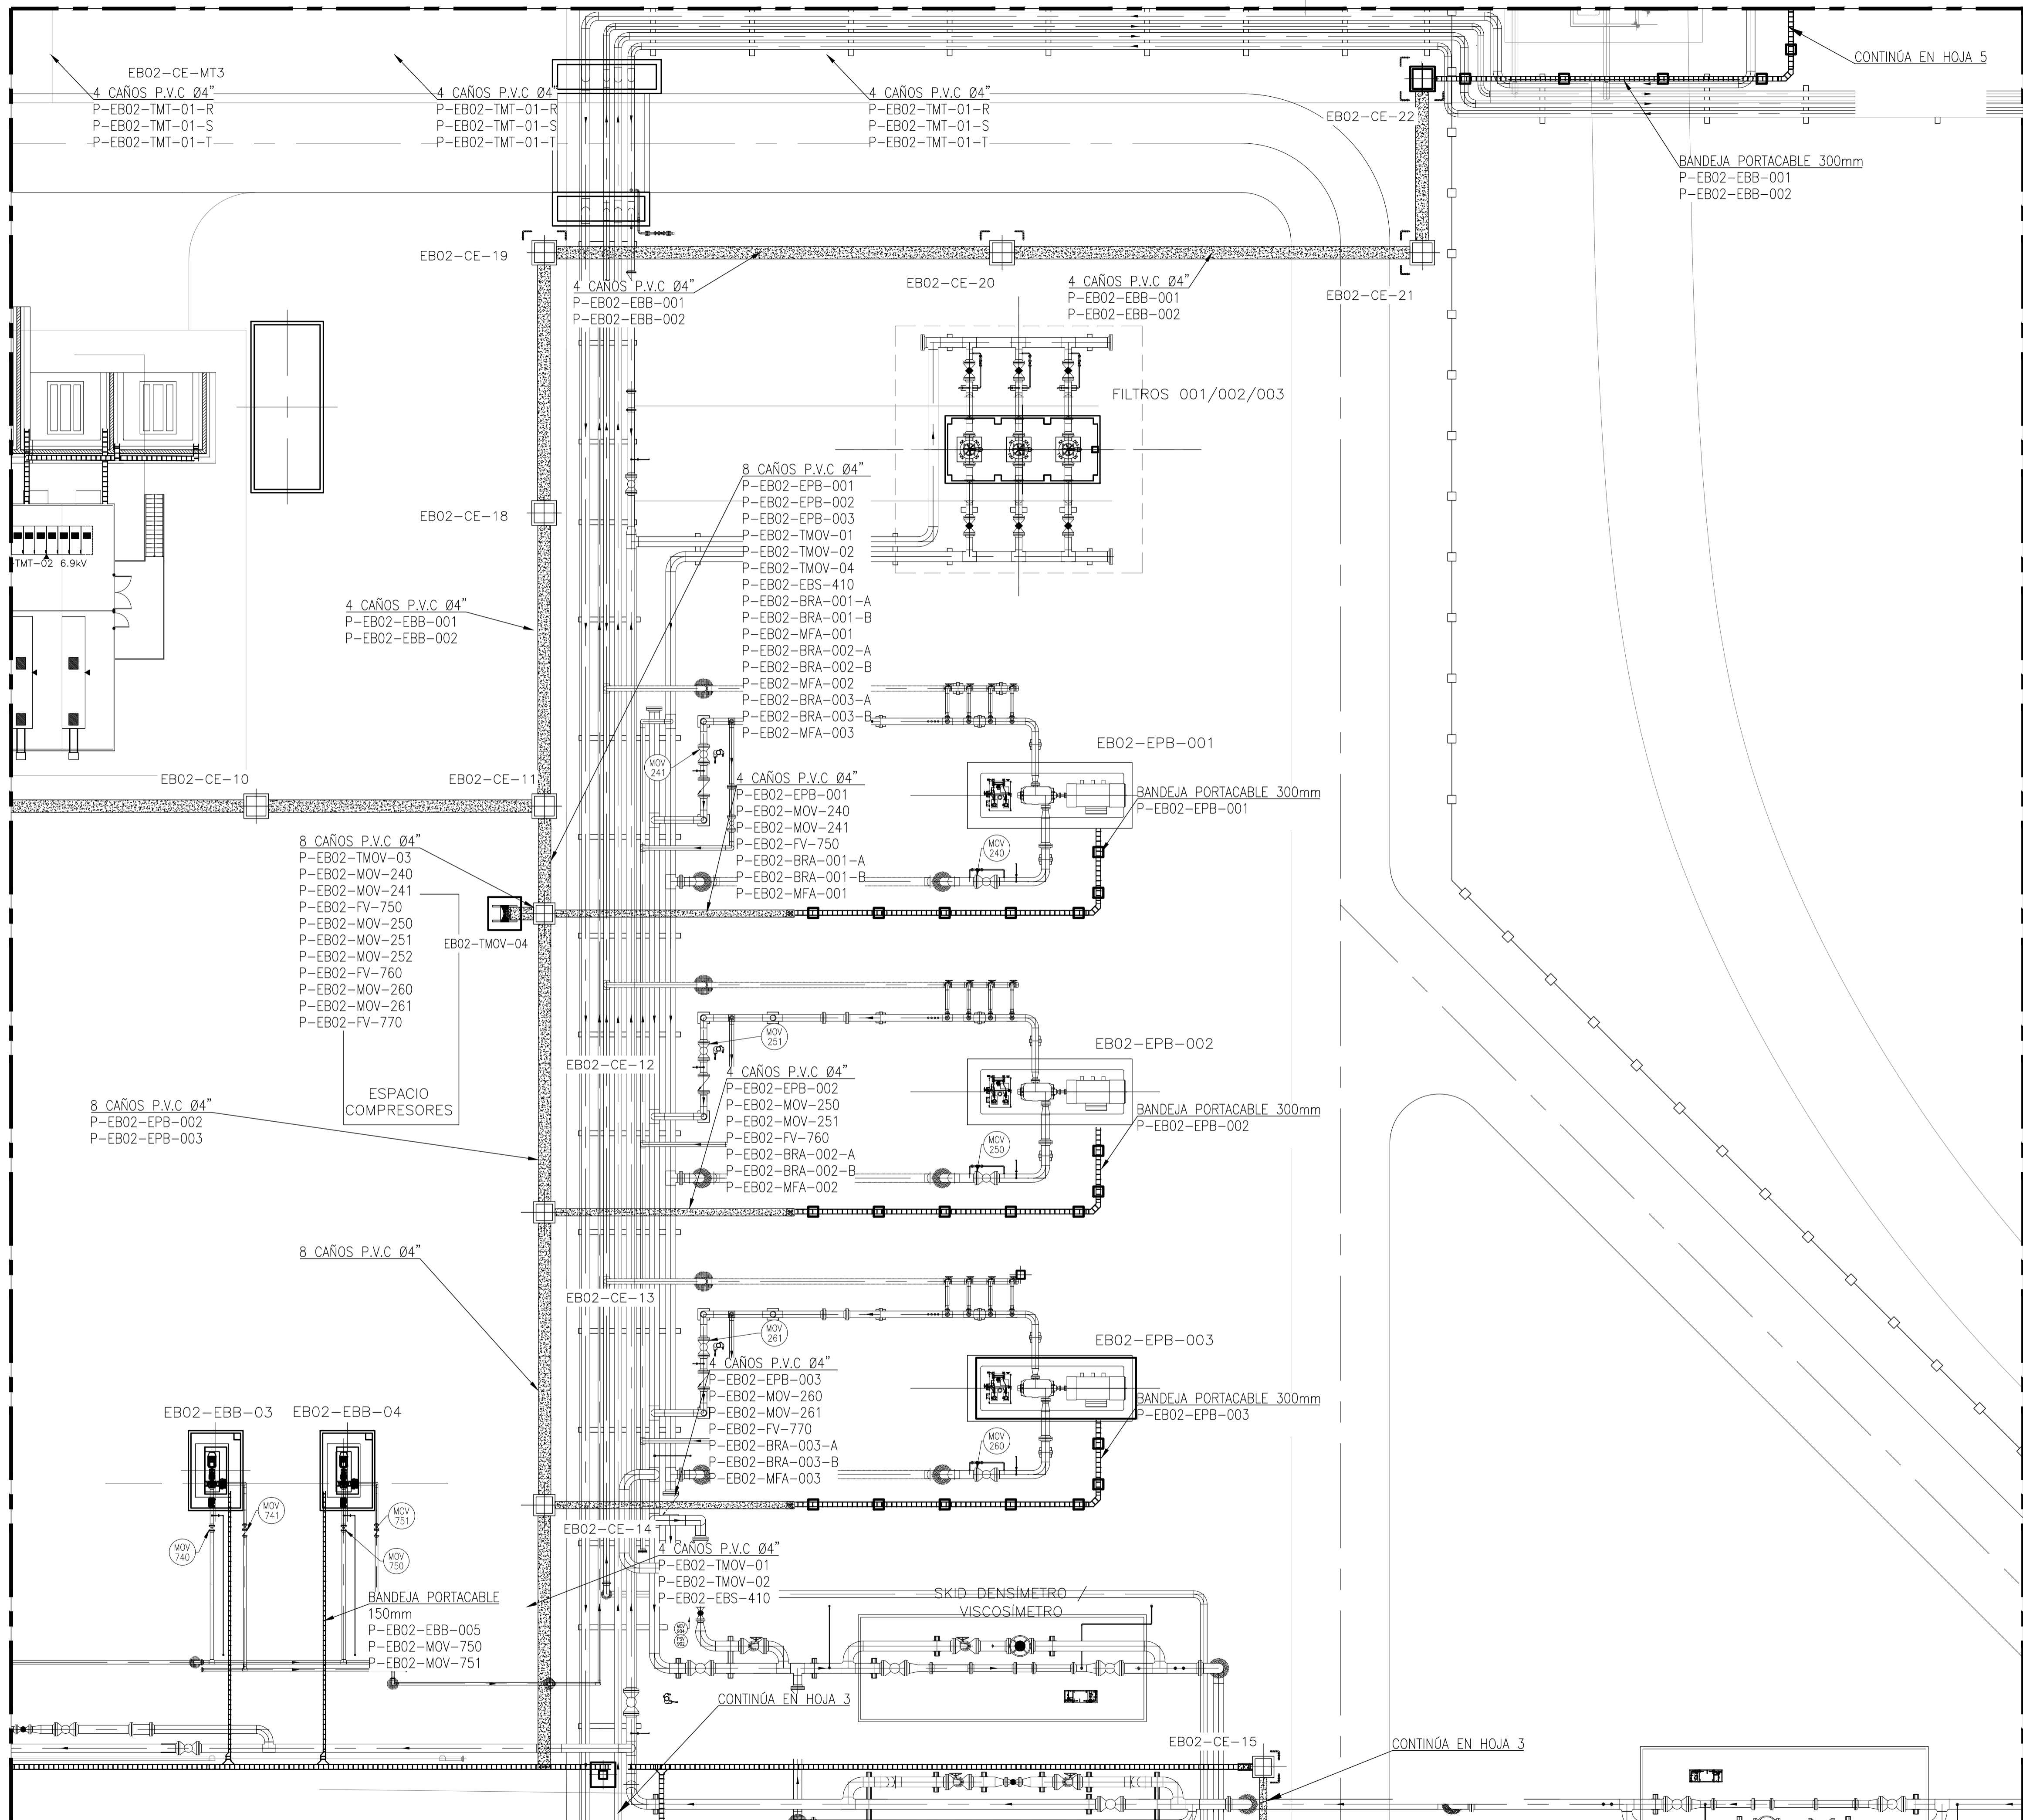 CONTINÚA EN HOJA 5
EB02-CE-MT3
4 CAÑOS P.V.C Ø4"
P-EB02-TMT-01-R
P-EB02-TMT-01-S
P-EB02-TMT-01-T
4 CAÑOS P.V.C Ø4"
P-EB02-TMT-01-R
P-EB02-TMT-01-S
P-EB02-TMT-01-T
4 CAÑOS P.V.C Ø4"
P-EB02-TMT-01-R
P-EB02-TMT-01-S
P-EB02-TMT-01-T
EB02-CE-22
BANDEJA PORTACABLE 300mm
P-EB02-EBB-001
P-EB02-EBB-002
EB02-CE-19
4 CAÑOS P.V.C Ø4"
P-EB02-EBB-001
P-EB02-EBB-002
EB02-CE-20
4 CAÑOS P.V.C Ø4"
P-EB02-EBB-001
P-EB02-EBB-002
EB02-CE-21
FILTROS 001/002/003
8 CAÑOS P.V.C Ø4"
P-EB02-EPB-001
P-EB02-EPB-002
P-EB02-EPB-003
P-EB02-TMOV-01
P-EB02-TMOV-02
P-EB02-TMOV-04
P-EB02-EBS-410
P-EB02-BRA-001-A
P-EB02-BRA-001-B
P-EB02-MFA-001
P-EB02-BRA-002-A
P-EB02-BRA-002-B
P-EB02-MFA-002
P-EB02-BRA-003-A
P-EB02-BRA-003-B
P-EB02-MFA-003
EB02-CE-18
TMT-02 6.9kV
4 CAÑOS P.V.C Ø4"
P-EB02-EBB-001
P-EB02-EBB-002
EB02-EPB-001
MOV
241
EB02-CE-10
EB02-CE-11
4 CAÑOS P.V.C Ø4"
P-EB02-EPB-001
P-EB02-MOV-240
P-EB02-MOV-241
P-EB02-FV-750
P-EB02-BRA-001-A
P-EB02-BRA-001-B
P-EB02-MFA-001
BANDEJA PORTACABLE 300mm
P-EB02-EPB-001
MOV
240
8 CAÑOS P.V.C Ø4"
P-EB02-TMOV-03
P-EB02-MOV-240
P-EB02-MOV-241
P-EB02-FV-750
P-EB02-MOV-250
P-EB02-MOV-251
P-EB02-MOV-252
P-EB02-FV-760
P-EB02-MOV-260
P-EB02-MOV-261
P-EB02-FV-770
EB02-TMOV-04
ESPACIO
COMPRESORES
MOV
251
EB02-EPB-002
EB02-CE-12
4 CAÑOS P.V.C Ø4"
P-EB02-EPB-002
P-EB02-MOV-250
P-EB02-MOV-251
P-EB02-FV-760
P-EB02-BRA-002-A
P-EB02-BRA-002-B
P-EB02-MFA-002
BANDEJA PORTACABLE 300mm
P-EB02-EPB-002
MOV
250
8 CAÑOS P.V.C Ø4"
P-EB02-EPB-002
P-EB02-EPB-003
8 CAÑOS P.V.C Ø4"
EB02-CE-13
MOV
261
EB02-EPB-003
4 CAÑOS P.V.C Ø4"
P-EB02-EPB-003
P-EB02-MOV-260
P-EB02-MOV-261
P-EB02-FV-770
P-EB02-BRA-003-A
P-EB02-BRA-003-B
P-EB02-MFA-003
BANDEJA PORTACABLE 300mm
P-EB02-EPB-003
MOV
260
EB02-EBB-03
EB02-EBB-04
MOV
741
MOV
751
MOV
740
MOV
750
EB02-CE-14
4 CAÑOS P.V.C Ø4"
P-EB02-TMOV-01
P-EB02-TMOV-02
P-EB02-EBS-410
BANDEJA PORTACABLE
150mm
P-EB02-EBB-005
P-EB02-MOV-750
P-EB02-MOV-751
SKID DENSÍMETRO /
VISCOSÍMETRO
CONTINÚA EN HOJA 3
EB02-CE-15
CONTINÚA EN HOJA 3